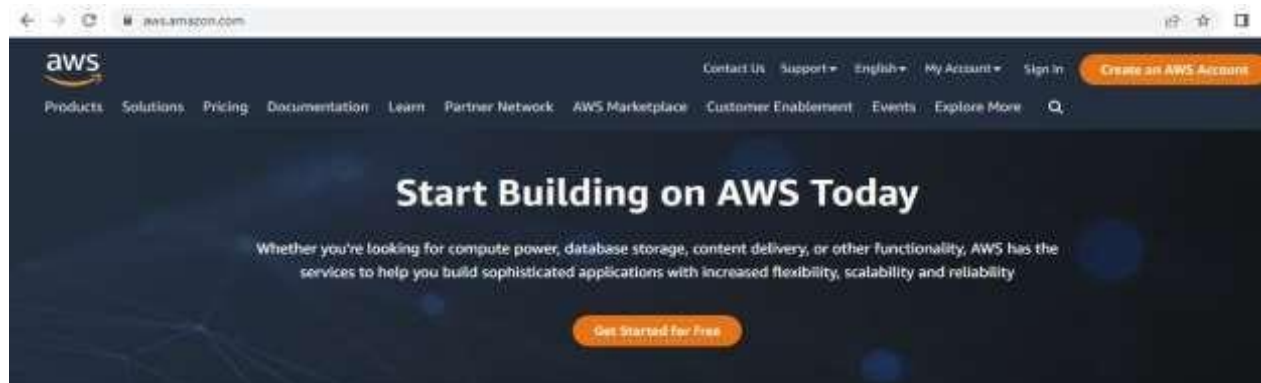 aws.amazon.com
aws
Contact Us Support English My Account Sign In Create an AWS Account
Products Solutions Pricing Documentation Learn Partner Network AWS Marketplace Customer Enablement Events Explore More
Start Building on AWS Today
Whether you're looking for compute power, database storage, content delivery, or other functionality, AWS has the
services to help you build sophisticated applications with increased flexibility, scalability and reliability
Get Started for Free